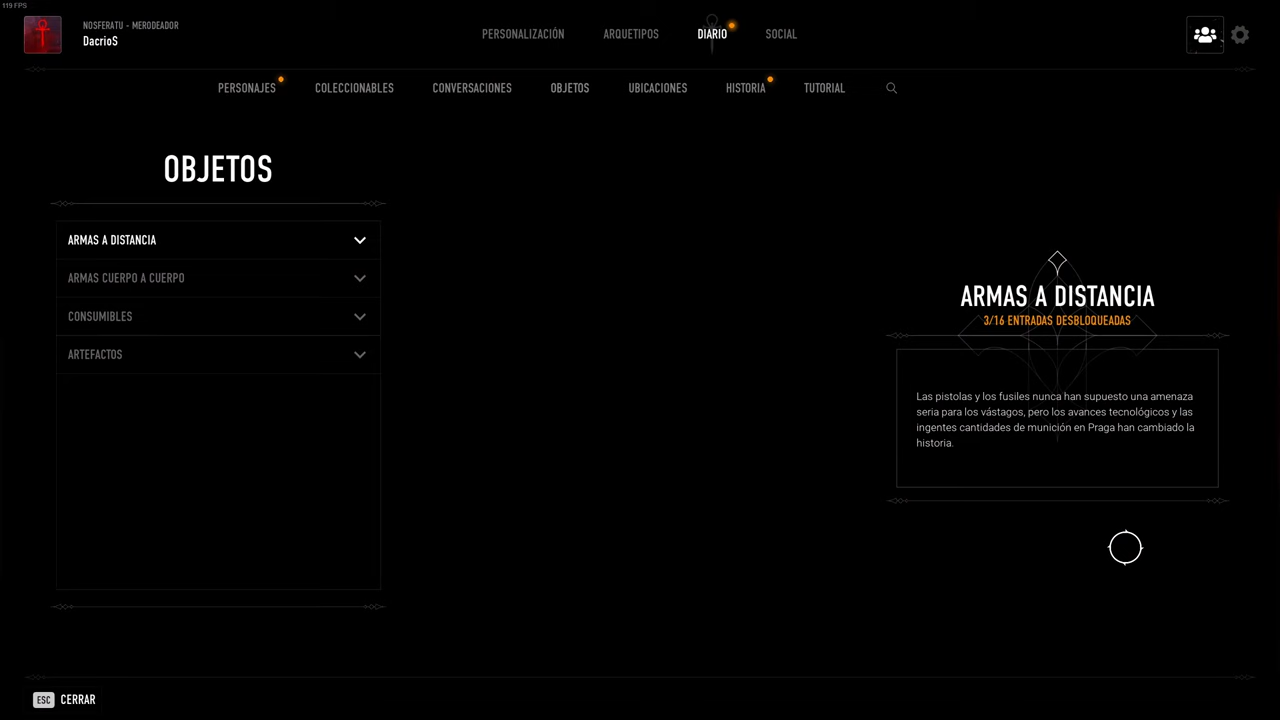 119 FPS
NOSFERATU - MERODEADOR
DacrioS
PERSONALIZACIÓN ARQUETIPOS DIARIO SOCIAL
PERSONAJES COLECCIONABLES CONVERSACIONES OBJETOS UBICACIONES HISTORIA TUTORIAL
OBJETOS
ARMAS A DISTANCIA
ARMAS CUERPO A CUERPO
CONSUMIBLES
ARTEFACTOS
ARMAS A DISTANCIA
3/16 ENTRADAS DESBLOQUEADAS
Las pistolas y los fusiles nunca han supuesto una amenaza
seria para los vástagos, pero los avances tecnológicos y las
ingentes cantidades de munición en Praga han cambiado la
historia.
ESC CERRAR